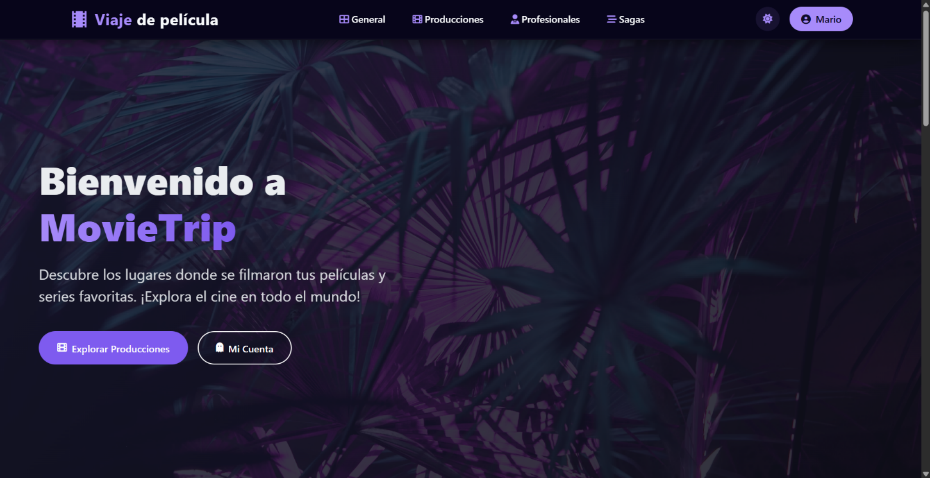 Viaje de película
General
Producciones
Profesionales
Sagas
Mario
Bienvenido a
MovieTrip
Descubre los lugares donde se filmaron tus películas y
series favoritas. ¡Explora el cine en todo el mundo!
Explorar Producciones
Mi Cuenta